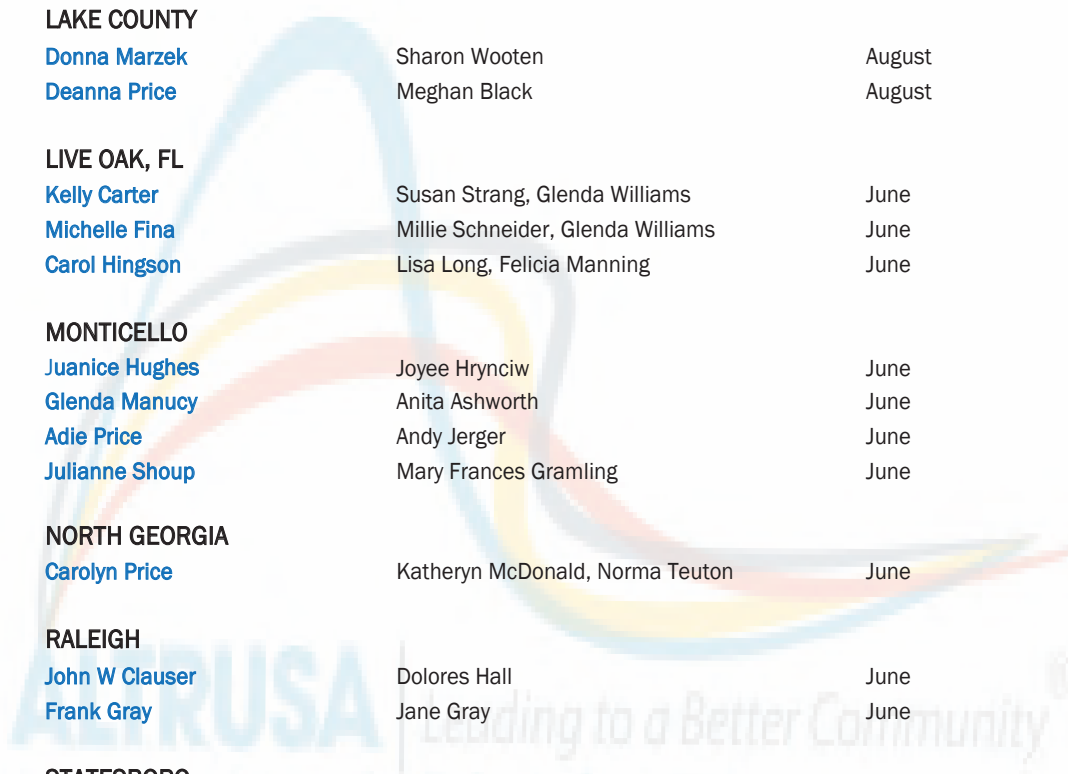 LAKE COUNTY
Donna Marzek Sharon Wooten August
Deanna Price Meghan Black August
LIVE OAK, FL
Kelly Carter Susan Strang, Glenda Williams June
Michelle Fina Millie Schneider, Glenda Williams June
Carol Hingson Lisa Long, Felicia Manning June
MONTICELLO
Juanice Hughes Joyee Hrynciw June
Glenda Manucy Anita Ashworth June
Adie Price Andy Jerger June
Julianne Shoup Mary Frances Gramling June
NORTH GEORGIA
Carolyn Price Katheryn McDonald, Norma Teuton June
RALEIGH
John W Clauser Dolores Hall June
Frank Gray Jane Gray June
ALTRUSA Leading to a Better Community ®
STATESBORO